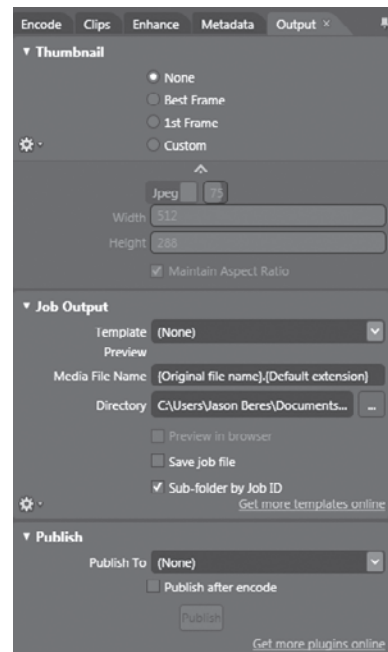 Encode Clips Enhance Metadata Output ×
Thumbnail
None
Best Frame
1st Frame
Custom
Jpeg 75
Width 512
Height 288
Maintain Aspect Ratio
Job Output
Template (None)
Preview
Media File Name {Original file name}.{Default extension}
Directory C:\Users\Jason Beres\Documents... ...
Preview in browser
Save job file
Sub-folder by Job ID
Get more templates online
Publish
Publish To (None)
Publish after encode
Publish
Get more plugins online